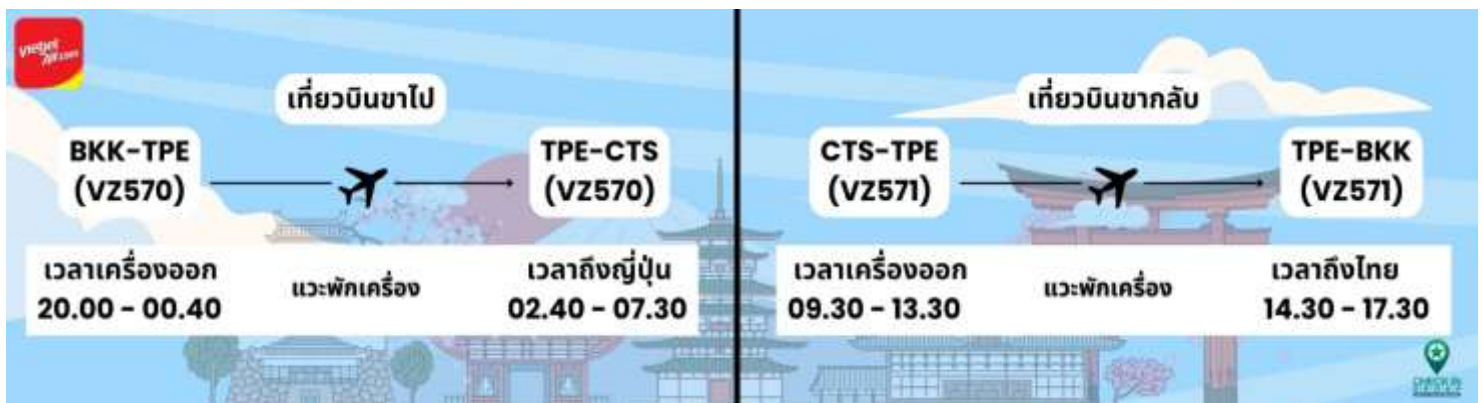 vietjet
Air.com
เที่ยวบินขาไป
BKK-TPE
(VZ570)
TPE-CTS
(VZ570)
เวลาเครื่องออก
20.00 - 00.40
แวะพักเครื่อง
เวลาถึงญี่ปุ่น
02.40 - 07.30
เที่ยวบินขากลับ
CTS-TPE
(VZ571)
TPE-BKK
(VZ571)
เวลาเครื่องออก
09.30 - 13.30
แวะพักเครื่อง
เวลาถึงไทย
14.30 - 17.30
CHECK IN